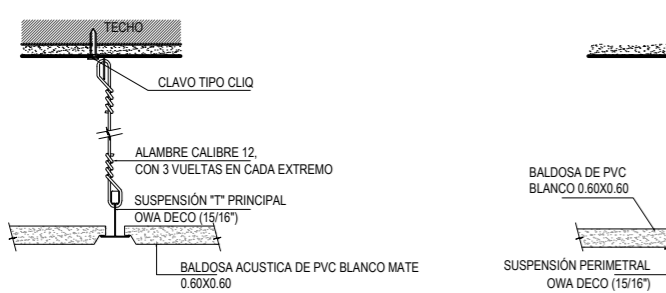 TECHO
CLAVO TIPO CLIQ
ALAMBRE CALIBRE 12,
CON 3 VUELTAS EN CADA EXTREMO
SUSPENSIÓN "T" PRINCIPAL
OWA DECO (15/16")
BALDOSA ACUSTICA DE PVC BLANCO MATE
0.60X0.60
BALDOSA DE PVC
BLANCO 0.60X0.60
SUSPENSIÓN PERIMETRAL
OWA DECO (15/16")